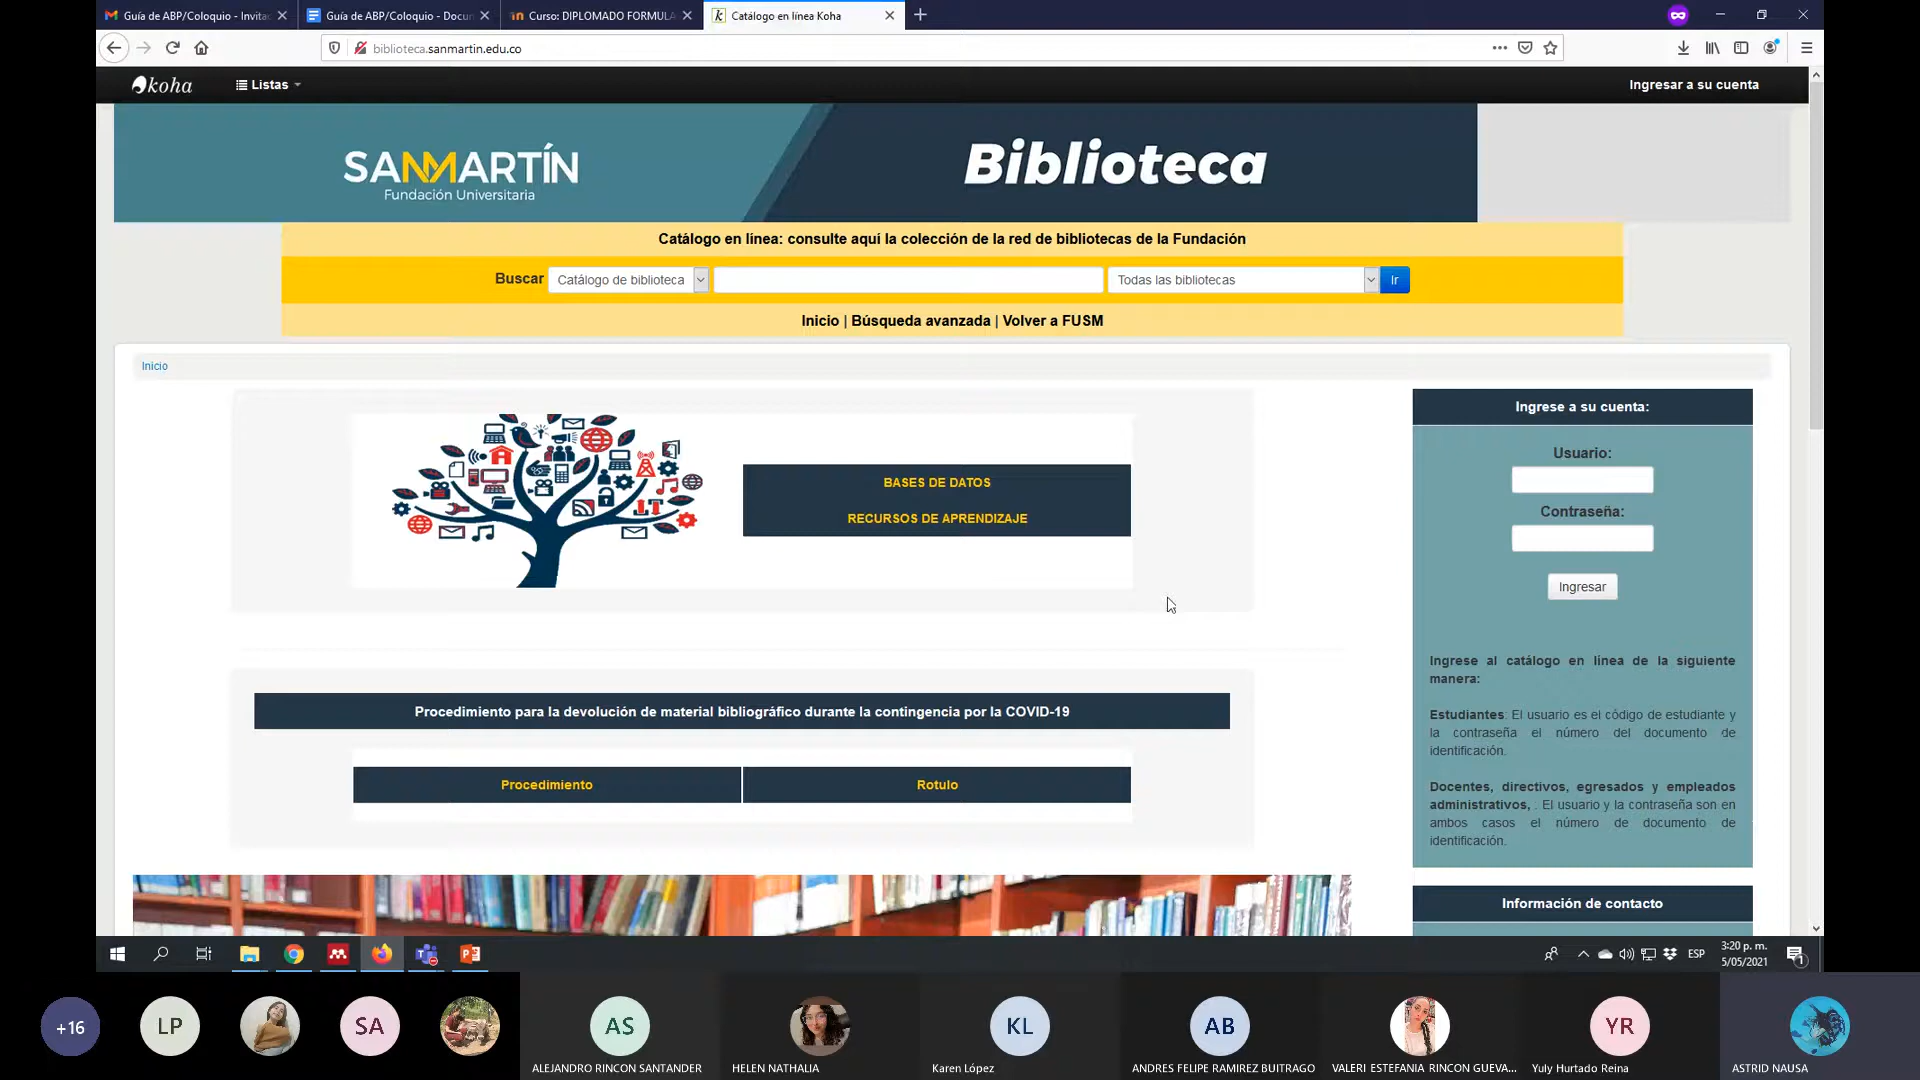 Guía de ABP/Coloquio - Invitac
Guía de ABP/Coloquio - Docum
Curso: DIPLOMADO FORMULA
Catálogo en línea Koha
biblioteca.sanmartin.edu.co
koha
Listas
Ingresar a su cuenta
SANMARTÍN
Fundación Universitaria
Biblioteca
Catálogo en línea: consulte aquí la colección de la red de bibliotecas de la Fundación
Buscar Catálogo de biblioteca Todas las bibliotecas Ir
Inicio | Búsqueda avanzada | Volver a FUSM
Inicio
BASES DE DATOS
RECURSOS DE APRENDIZAJE
Procedimiento para la devolución de material bibliográfico durante la contingencia por la COVID-19
Procedimiento
Rotulo
Ingrese a su cuenta:
Usuario:
Contraseña:
Ingresar
Ingrese al catálogo en línea de la siguiente
manera:
Estudiantes: El usuario es el código de estudiante y
la contraseña el número del documento de
identificación.
Docentes, directivos, egresados y empleados
administrativos, . El usuario y la contraseña son en
ambos casos el número de documento de
identificación.
Información de contacto
ESP
3:20 p. m.
5/05/2021
1
+16
LP
SA
AS
KL
AB
YR
ALEJANDRO RINCON SANTANDER
HELEN NATHALIA
Karen López
ANDRES FELIPE RAMIREZ BUITRAGO
VALERI ESTEFANIA RINCON GUEVA...
Yuly Hurtado Reina
ASTRID NAUSA